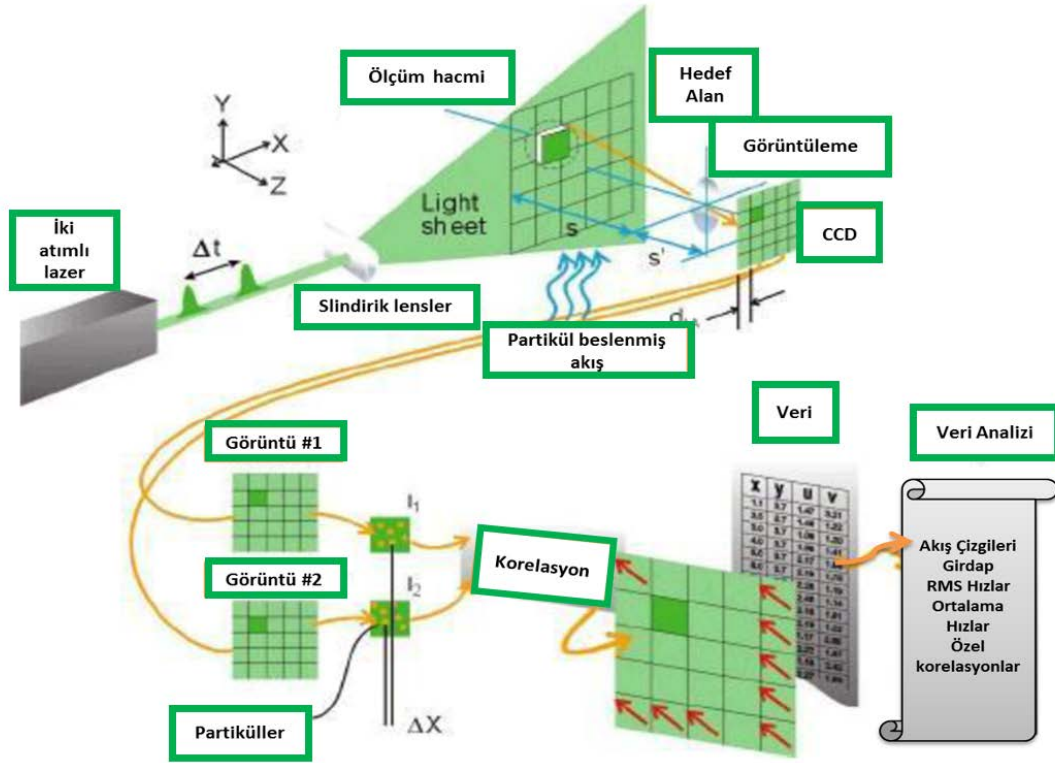 Ölçüm hacmi
Hedef
Alan
Görüntüleme
Y
X
Z
Light
sheet
s
s'
CCD
İki
atımlı
lazer
Δt
Slindirik lensler
Partikül beslenmiş
akış
Veri
Veri Analizi
Görüntü #1
I1
x y u v
Korelasyon
Görüntü #2
I2
Akış Çizgileri
Girdap
RMS Hızlar
Ortalama
Hızlar
Özel
korelasyonlar
Partiküller
ΔX